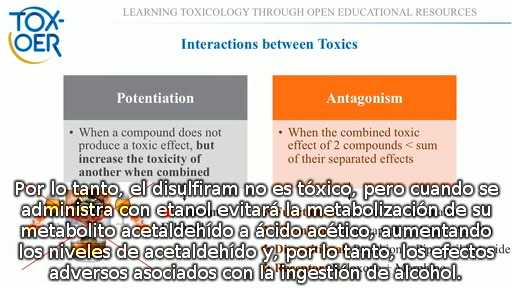 TOX-
OER
LEARNING TOXICOLOGY THROUGH OPEN EDUCATIONAL RESOURCES
Interactions between Toxics
Potentiation
• When a compound does not
produce a toxic effect, but
increase the toxicity of
another when combined
Antagonism
• When the combined toxic
effect of 2 compounds < sum
of their separated effects
Por lo tanto, el disulfiram no es tóxico, pero cuando se
administra con etanol evitará la metabolización de su
metabolito acetaldehído a ácido acético, aumentando
los niveles de acetaldehído y, por lo tanto, los efectos
adversos asociados con la ingestión de alcohol.